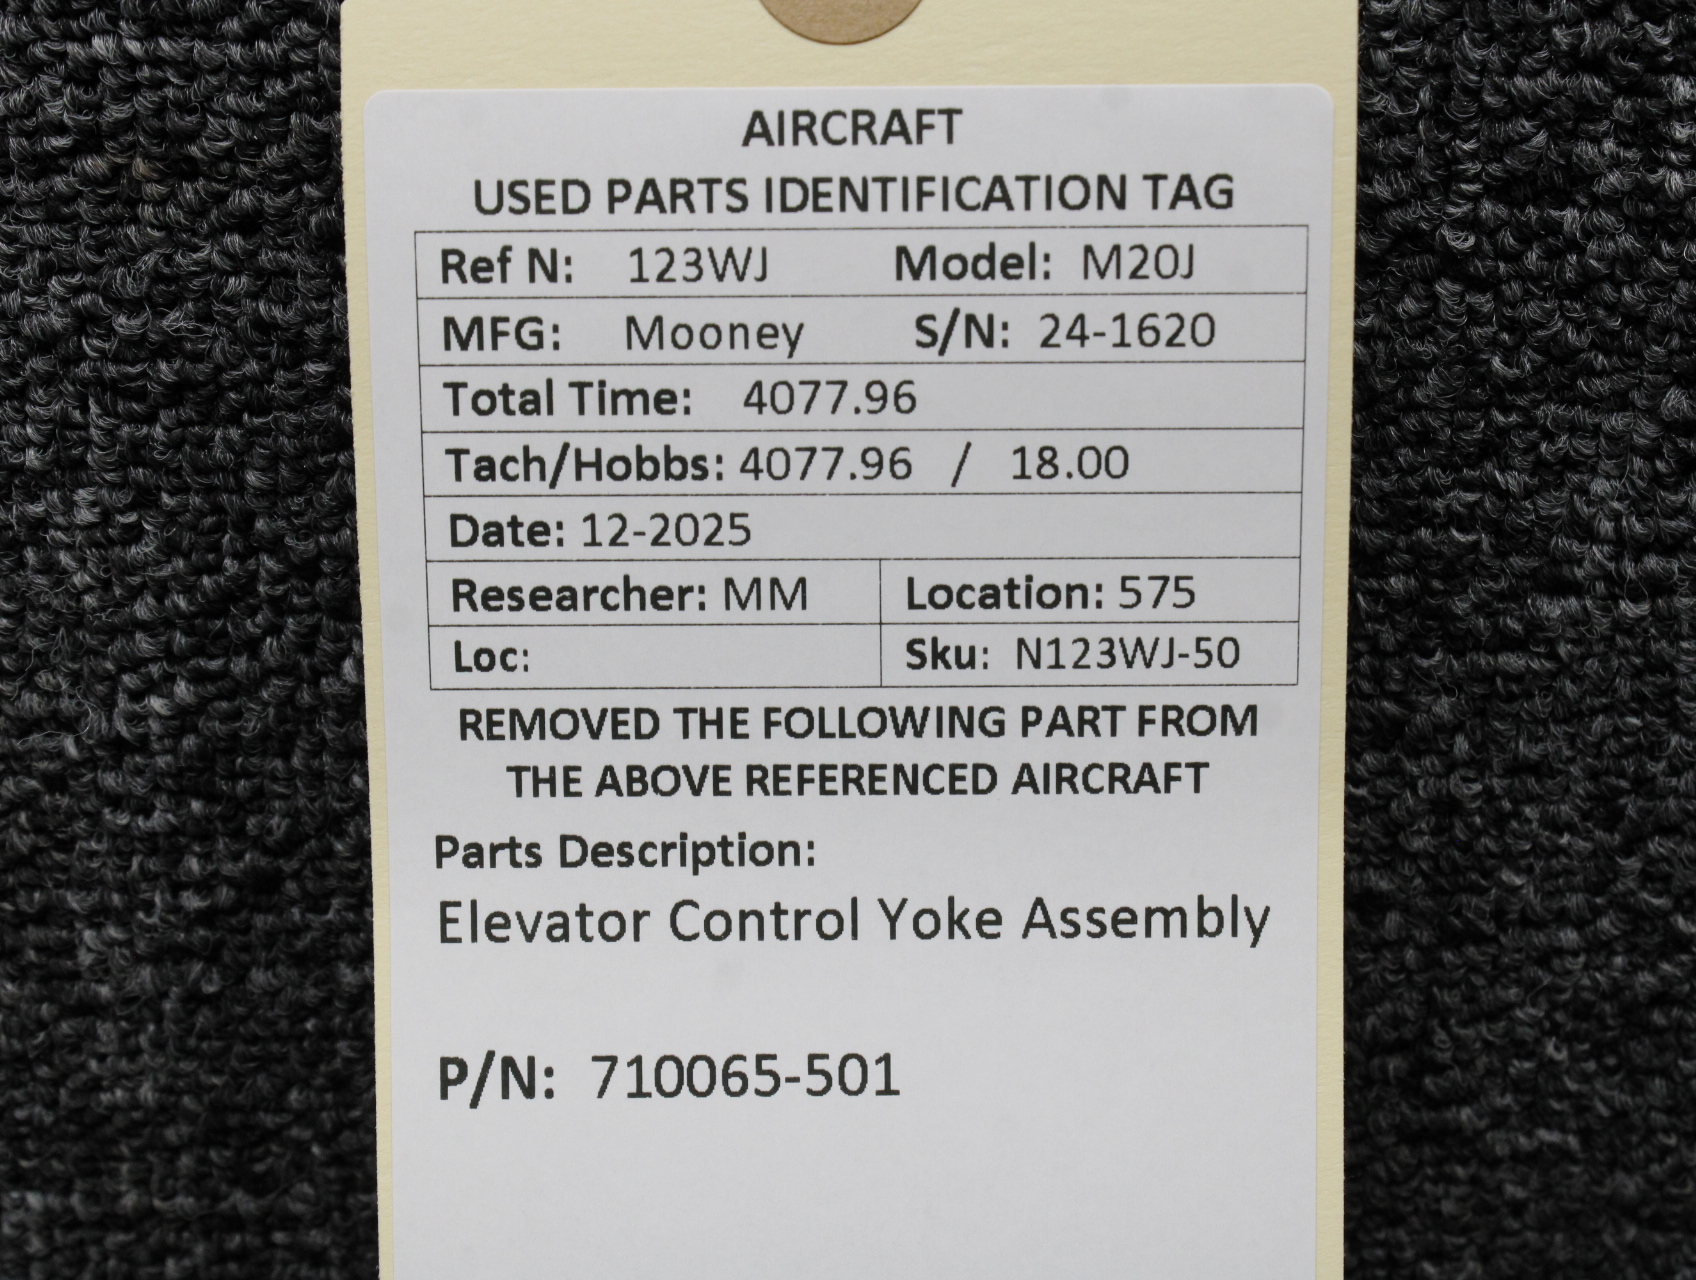 AIRCRAFT
USED PARTS IDENTIFICATION TAG
Ref N: 123WJ Model: M20J
MFG: Mooney S/N: 24-1620
Total Time: 4077.96
Tach/Hobbs: 4077.96 / 18.00
Date: 12-2025
Researcher: MM Location: 575
Loc: Sku: N123WJ-50
REMOVED THE FOLLOWING PART FROM
THE ABOVE REFERENCED AIRCRAFT
Parts Description:
Elevator Control Yoke Assembly
P/N: 710065-501